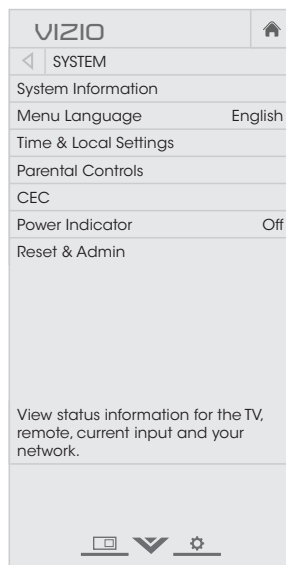 VIZIO
SYSTEM
System Information
Menu Language English
Time & Local Settings
Parental Controls
CEC
Power Indicator Off
Reset & Admin
View status information for the TV,
remote, current input and your
network.